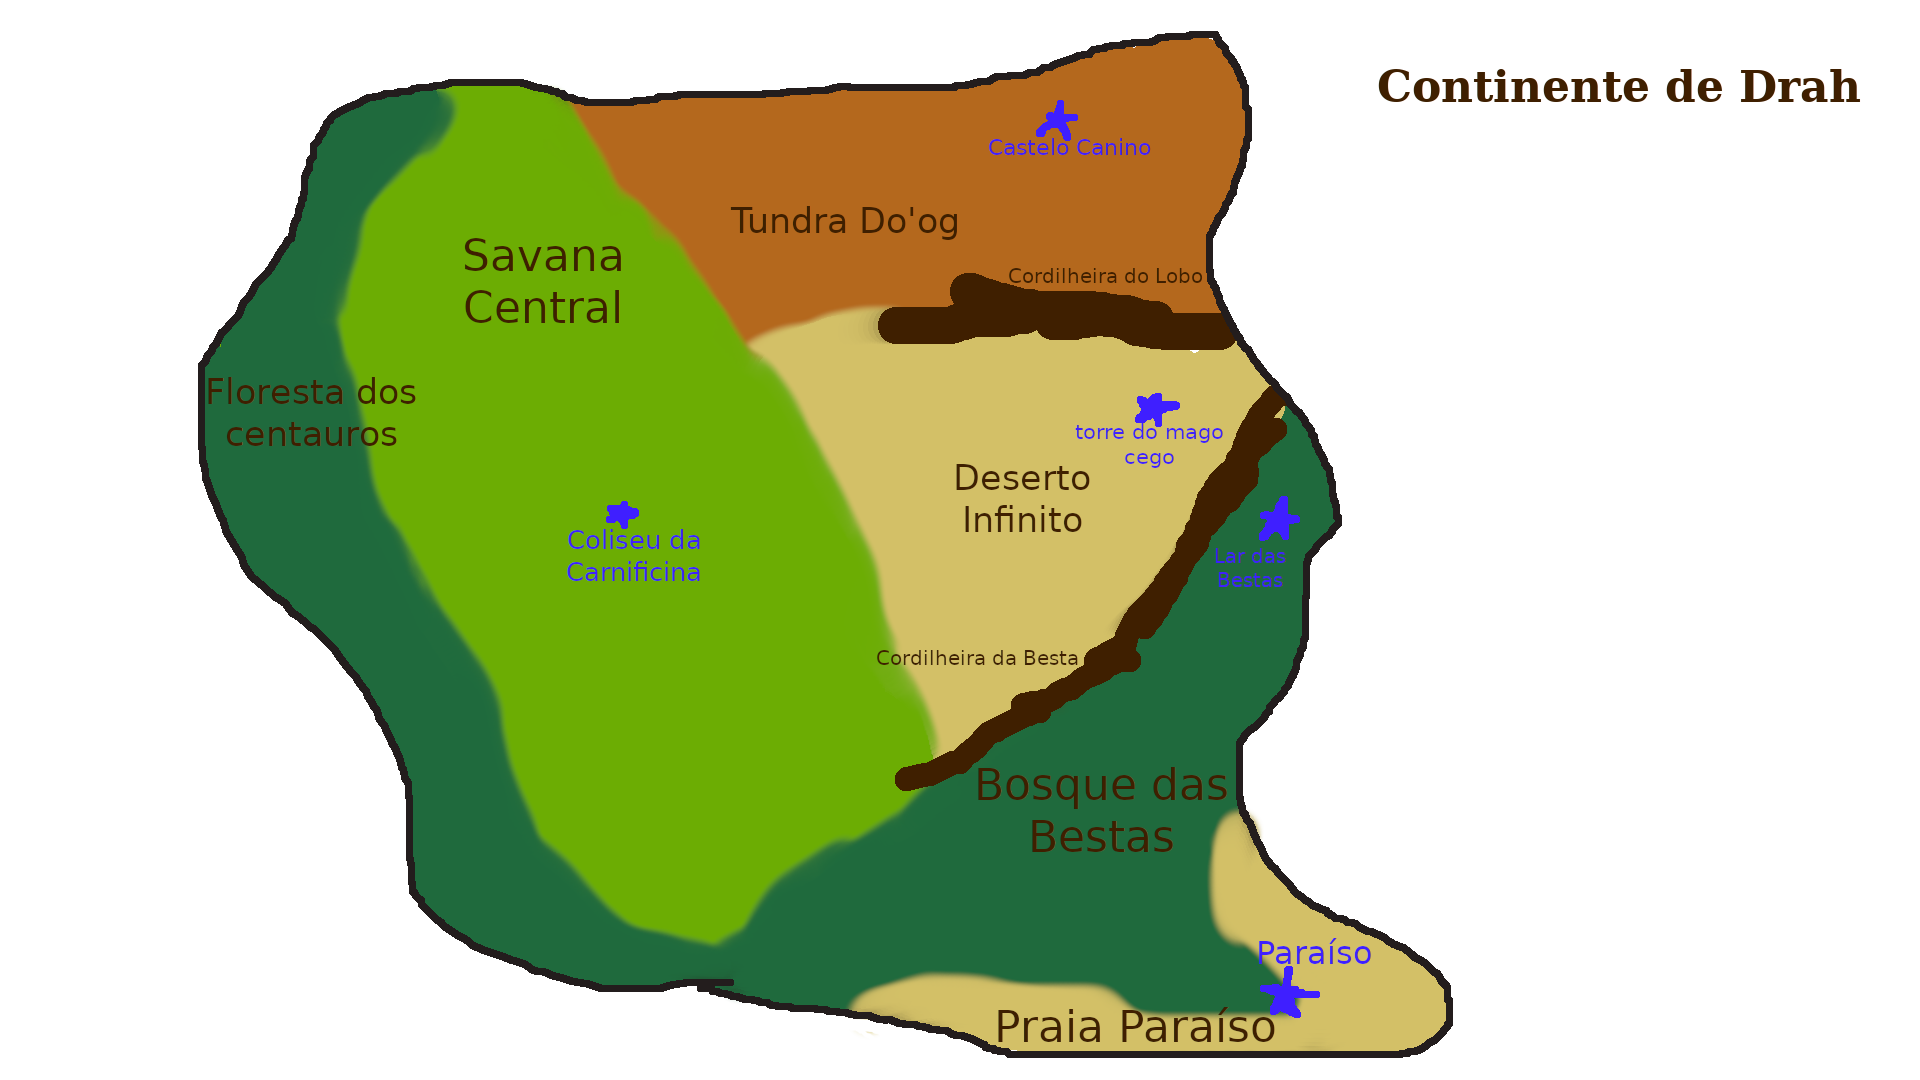 Continente de Drah
Castelo Canino
Tundra Do'og
Savana
Central
Cordilheira do Lobo
Floresta dos
centauros
torre do mago
cego
Deserto
Infinito
Coliseu da
Carnificina
Lar das
Bestas
Cordilheira da Besta
Bosque das
Bestas
Paraíso
Praia Paraíso